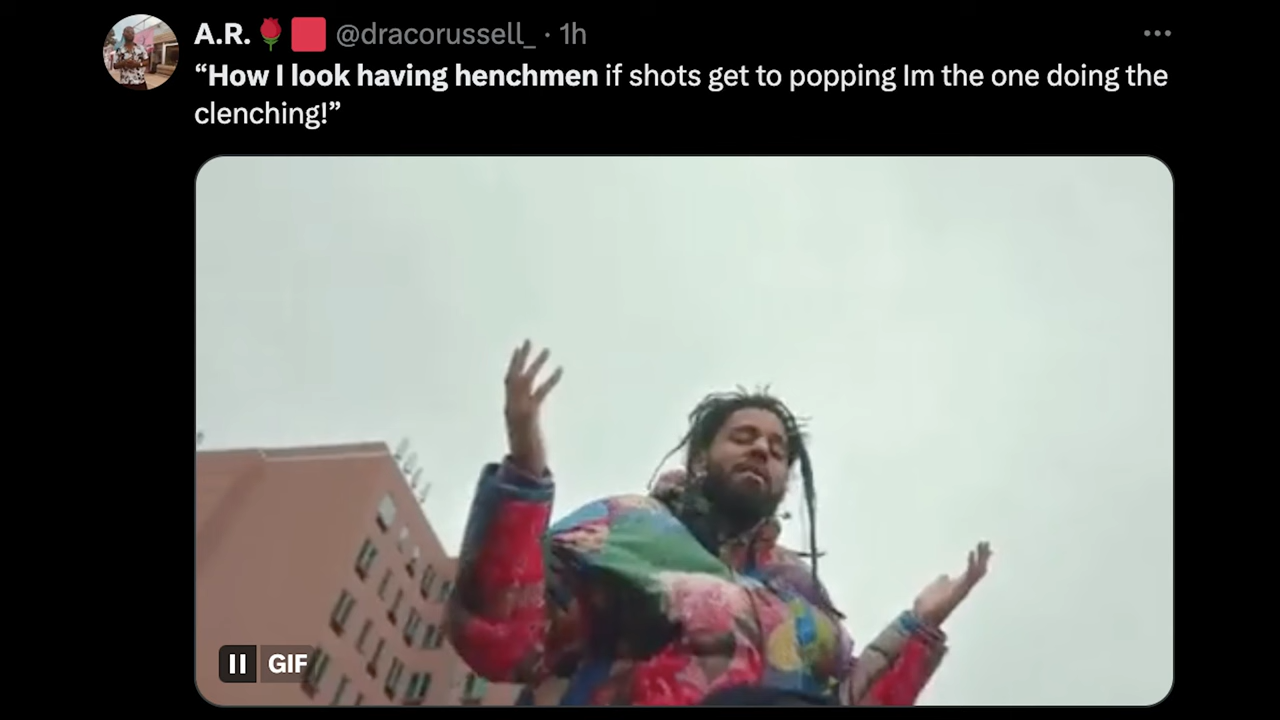 A.R.🌹🟥 @dracorussell_ · 1h
“How I look having henchmen if shots get to popping Im the one doing the
clenching!”
GIF